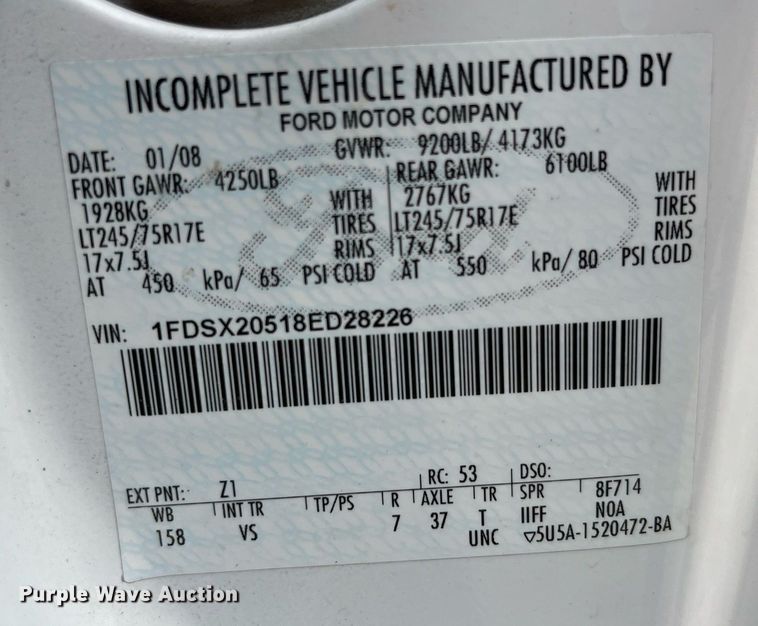 INCOMPLETE VEHICLE MANUFACTURED BY
FORD MOTOR COMPANY
DATE: 01/08 GVWR: 9200LB/ 4173KG
FRONT GAWR: 4250LB REAR GAWR: 6100LB
1928KG WITH 2767KG WITH
LT245/75R17E TIRES LT245/75R17E TIRES
17x7.5J RIMS 17x7.5J RIMS
AT 450 kPa/ 65 PSI COLD AT 550 kPa/ 80 PSI COLD
VIN: 1FDSX20518ED28226
EXT PNT: Z1 RC: 53 DSO:
WB INT TR TP/PS R AXLE TR SPR 8F714
158 VS 7 37 T IIFF NOA
UNC ▽5U5A-1520472-BA
Ford
Purple Wave Auction